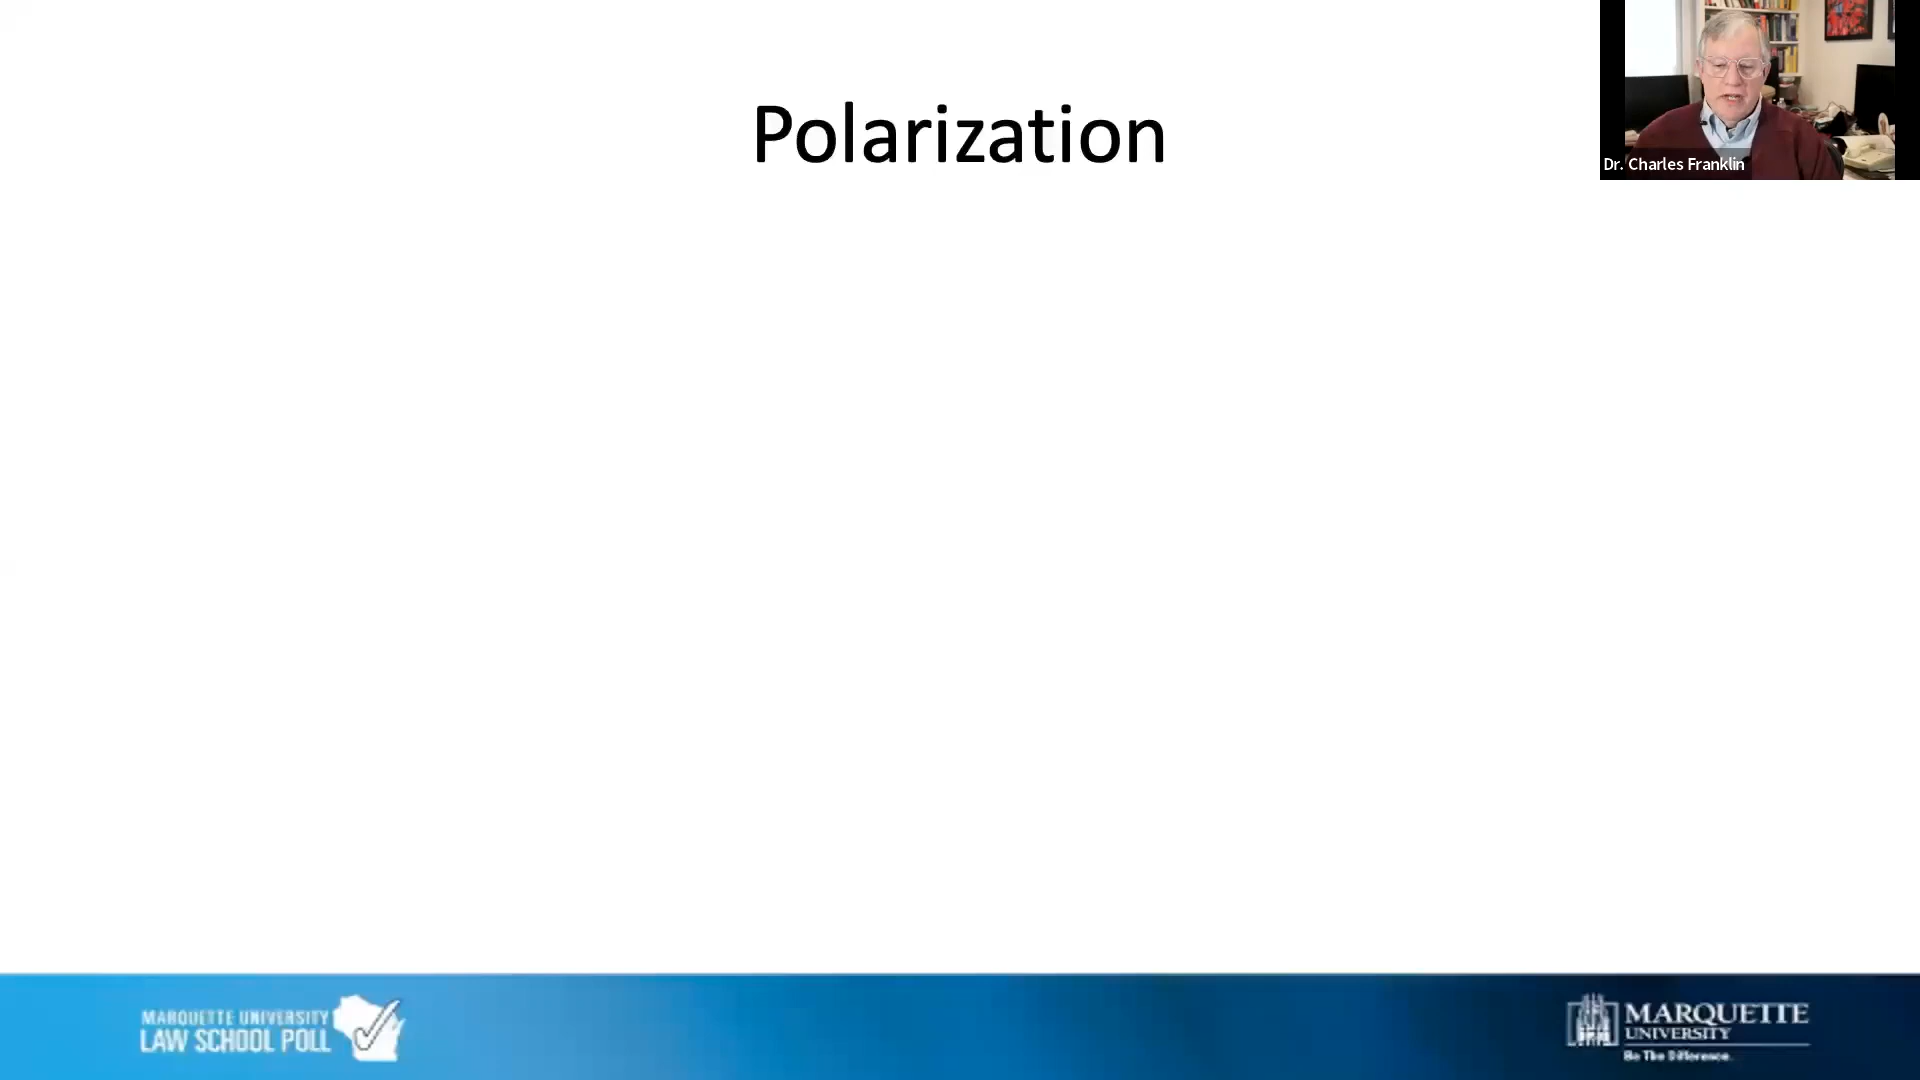 Polarization
Dr. Charles Franklin
MARQUETTE UNIVERSITY
LAW SCHOOL POLL
MARQUETTE
UNIVERSITY
Be The Difference.